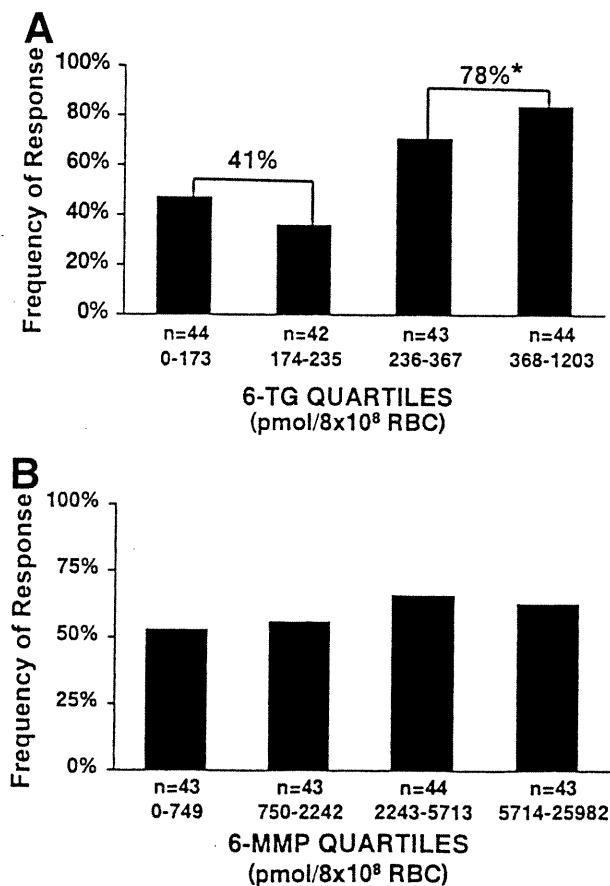 A
Frequency of Response
100%
80%
60%
40%
20%
0%
41%
78%*
n=44 n=42 n=43 n=44
0-173 174-235 236-367 368-1203
6-TG QUARTILES
(pmol/8x10⁸ RBC)
B
Frequency of Response
100%
75%
50%
25%
0%
n=43 n=43 n=44 n=43
0-749 750-2242 2243-5713 5714-25982
6-MMP QUARTILES
(pmol/8x10⁸ RBC)